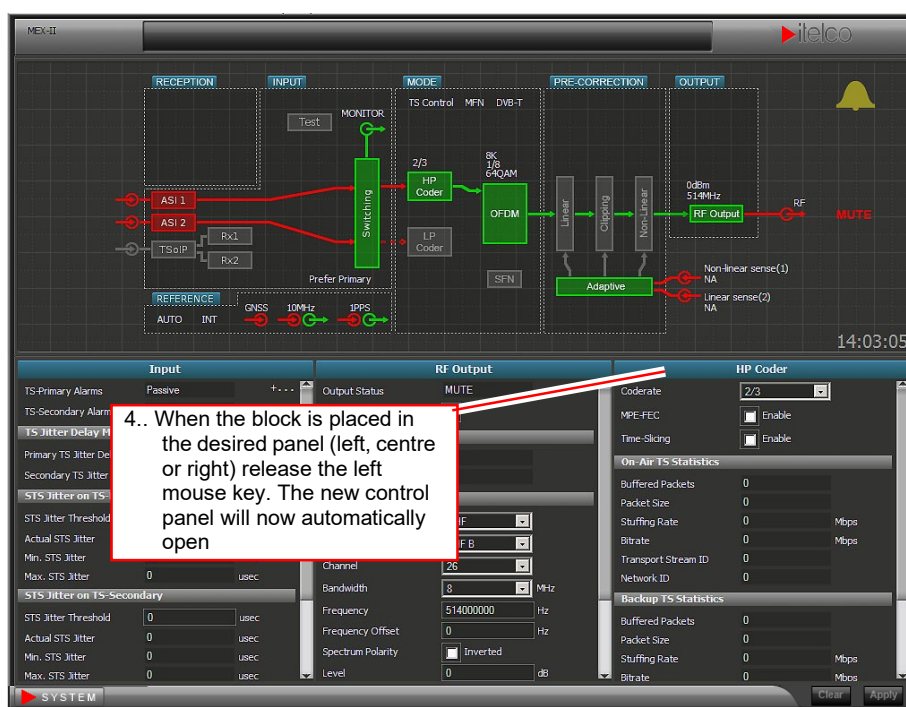 MEX-II
itelco
RECEPTION
INPUT
MODE
PRE-CORRECTION
OUTPUT
TS Control MFN DVB-T
Test
MONITOR
2/3
8K
1/8
64QAM
HP
Coder
OFDM
LP
Coder
SFN
ASI 1
ASI 2
TSoIP
Rx1
Rx2
Switching
Prefer Primary
Linear
Clipping
Non-Linear
Adaptive
0dBm
514MHz
RF Output
RF
MUTE
Non-linear sense(1)
NA
Linear sense(2)
NA
REFERENCE
AUTO INT
GNSS
10MHz
1PPS
14:03:05
Input
TS-Primary Alarms Passive +---
TS-Secondary Alarm
TS Jitter Delay M
Primary TS Jitter De
Secondary TS Jitter
STS Jitter on TS-
STS Jitter Threshold
Actual STS Jitter
Min. STS Jitter
Max. STS Jitter 0 usec
STS Jitter on TS-Secondary
STS Jitter Threshold 0 usec
Actual STS Jitter 0 usec
Min. STS Jitter 0 usec
Max. STS Jitter 0 usec
4.. When the block is placed in
the desired panel (left, centre
or right) release the left
mouse key. The new control
panel will now automatically
open
RF Output
Output Status MUTE
F B
Channel 26
Bandwidth 8 MHz
Frequency 514000000 Hz
Frequency Offset 0 Hz
Spectrum Polarity Inverted
Level 0 dB
HP Coder
Coderate 2/3
MPE-FEC Enable
Time-Slicing Enable
On-Air TS Statistics
Buffered Packets 0
Packet Size 0
Stuffing Rate 0 Mbps
Bitrate 0 Mbps
Transport Stream ID 0
Network ID 0
Backup TS Statistics
Buffered Packets 0
Packet Size 0
Stuffing Rate 0 Mbps
Bitrate 0 Mbps
SYSTEM
Clear Apply